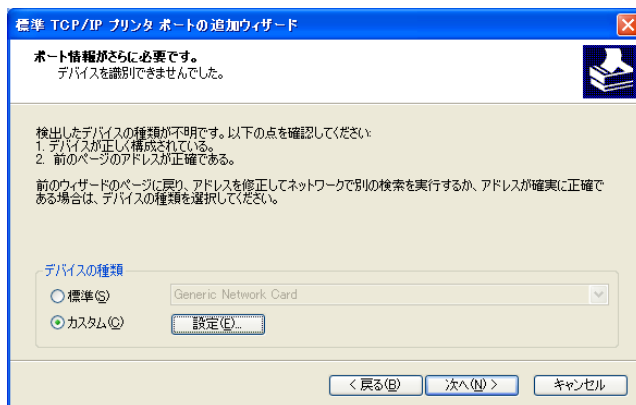 標準 TCP/IP プリンタ ポートの追加ウィザード
ポート情報がさらに必要です。
デバイスを識別できませんでした。
検出したデバイスの種類が不明です。以下の点を確認してください:
1. デバイスが正しく構成されている。
2. 前のページのアドレスが正確である。
前のウィザードのページに戻り、アドレスを修正してネットワークで別の検索を実行するか、アドレスが確実に正確で
ある場合は、デバイスの種類を選択してください。
デバイスの種類
標準(S)
Generic Network Card
カスタム(C)
設定(E)...
< 戻る(B)
次へ(N) >
キャンセル